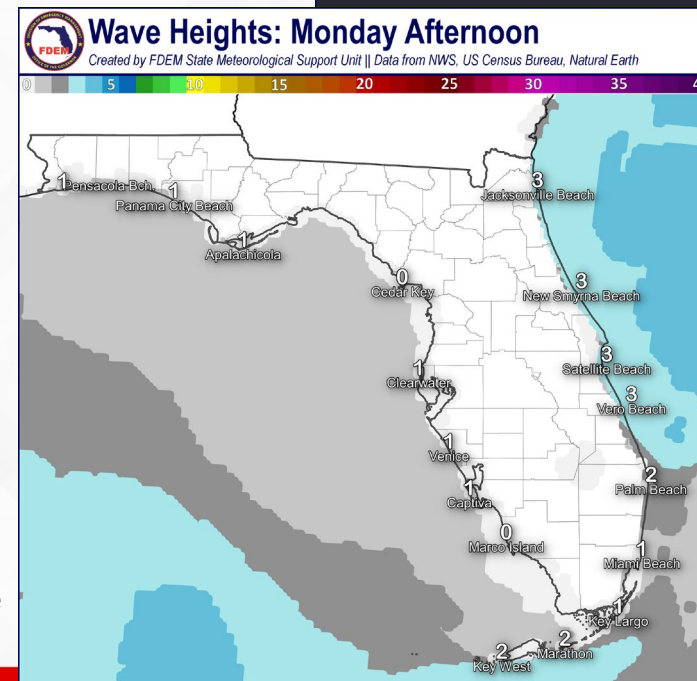 Wave Heights: Monday Afternoon
Created by FDEM State Meteorological Support Unit || Data from NWS, US Census Bureau, Natural Earth
FDEM
0 5 10 15 20 25 30 35 4
1 Pensacola Bch.
1
Panama City Beach
1
Apalachicola
0
Cedar Key
1
Clearwater
1
Venice
1
Captiva
0
Marco Island
3
Jacksonville Beach
3
New Smyrna Beach
3
Satellite Beach
3
Vero Beach
2
Palm Beach
1
Miami Beach
1
Key Largo
2
Marathon
2
Key West